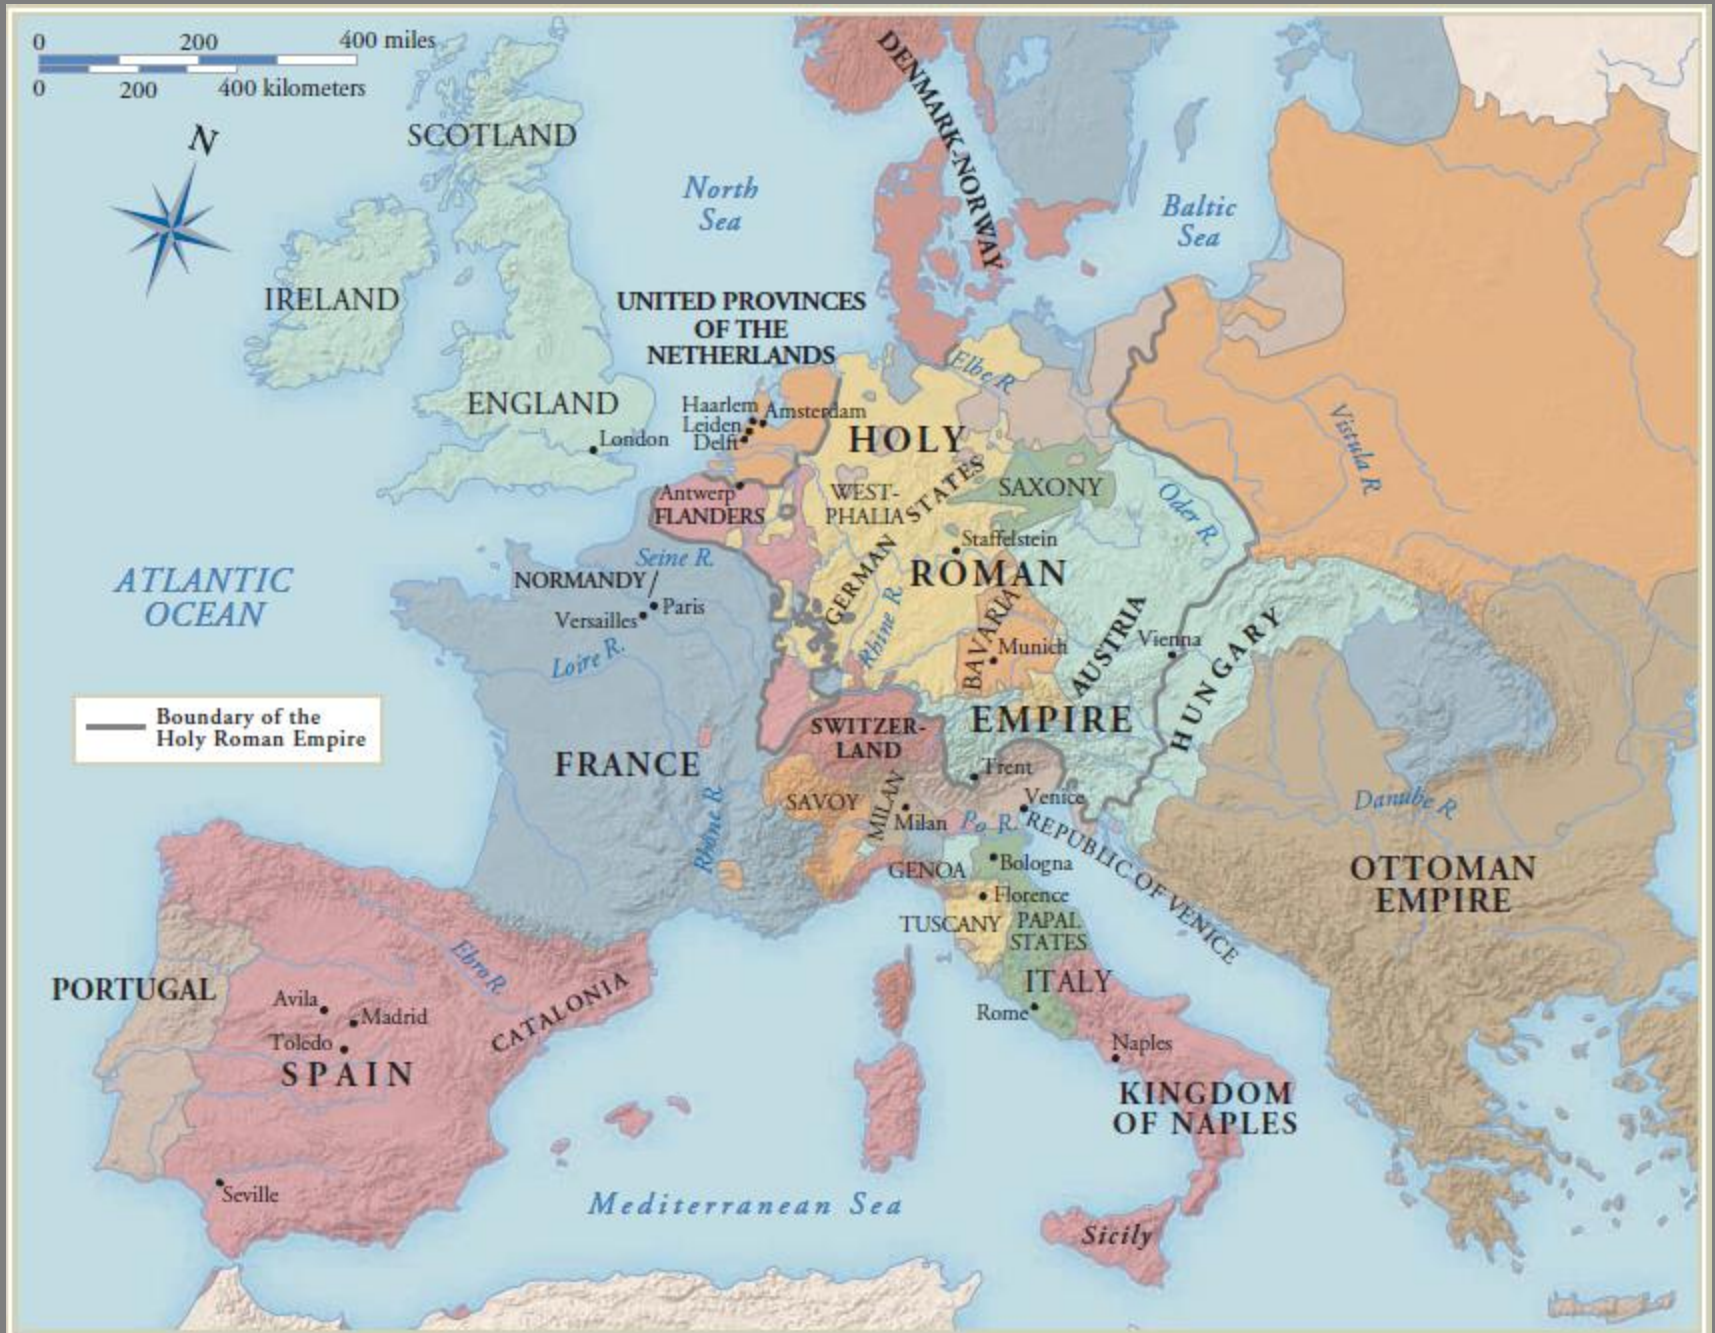 0 200 400 miles
0 200 400 kilometers
N
SCOTLAND
IRELAND
ENGLAND
London
North
Sea
DENMARK-NORWAY
Baltic
Sea
UNITED PROVINCES
OF THE
NETHERLANDS
Haarlem
Amsterdam
Leiden
Delft
Antwerp
FLANDERS
HOLY
ROMAN
EMPIRE
Elbe R.
WEST-
PHALIA
GERMAN STATES
SAXONY
Oder R.
Vistula R.
Staffelstein
Rhine R.
BAVARIA
Munich
AUSTRIA
Vienna
HUNGARY
ATLANTIC
OCEAN
Seine R.
NORMANDY
Paris
Versailles
Loire R.
Boundary of the
Holy Roman Empire
FRANCE
Rhône R.
SWITZER-
LAND
SAVOY
MILAN
Milan
Trent
Venice
Po R.
REPUBLIC OF VENICE
GENOA
Bologna
Florence
TUSCANY
PAPAL
STATES
ITALY
Rome
Naples
KINGDOM
OF NAPLES
Sicily
Danube R.
OTTOMAN
EMPIRE
PORTUGAL
Avila
Madrid
Toledo
SPAIN
Ebro R.
CATALONIA
Seville
Mediterranean Sea